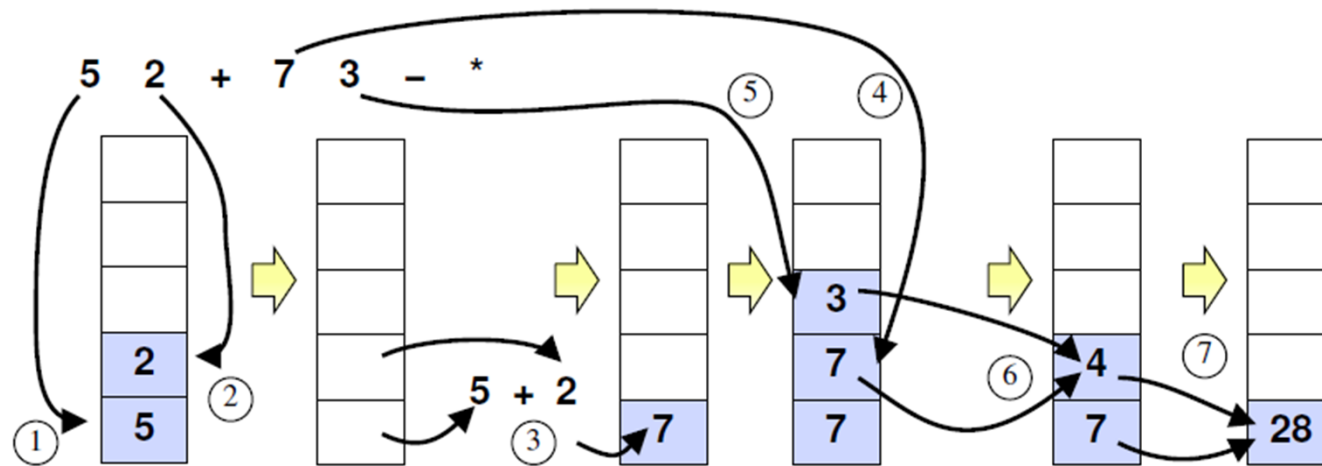 5 2 + 7 3 – *
⑤ ④
3
2 7 4 ⑦
② 5 + 2 ⑥
① 5 ③ 7 7 7 28